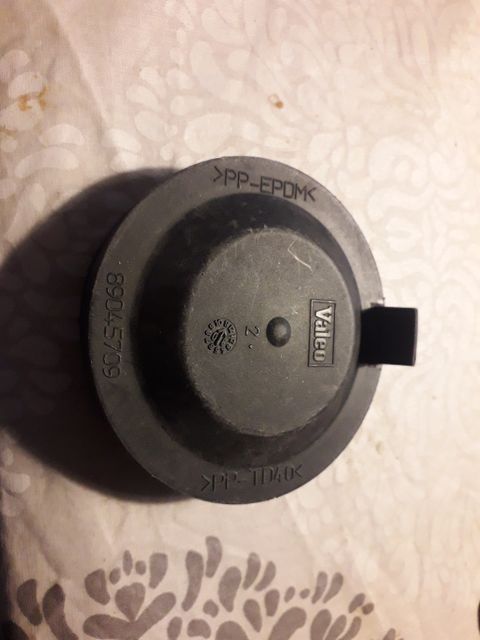 >PP-EPDM<
Valeo
2.
89045709
>PP-TD40<